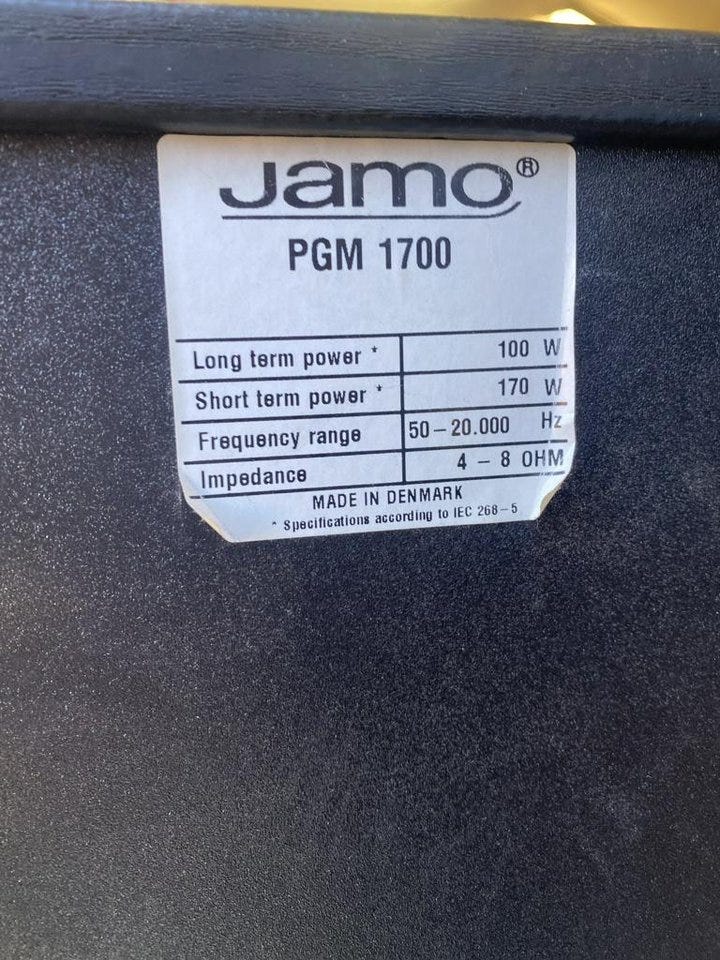 Jamo®
PGM 1700
Long term power * 100 W
Short term power * 170 W
Frequency range 50-20.000 Hz
Impedance 4 - 8 OHM
MADE IN DENMARK
* Specifications according to IEC 268-5